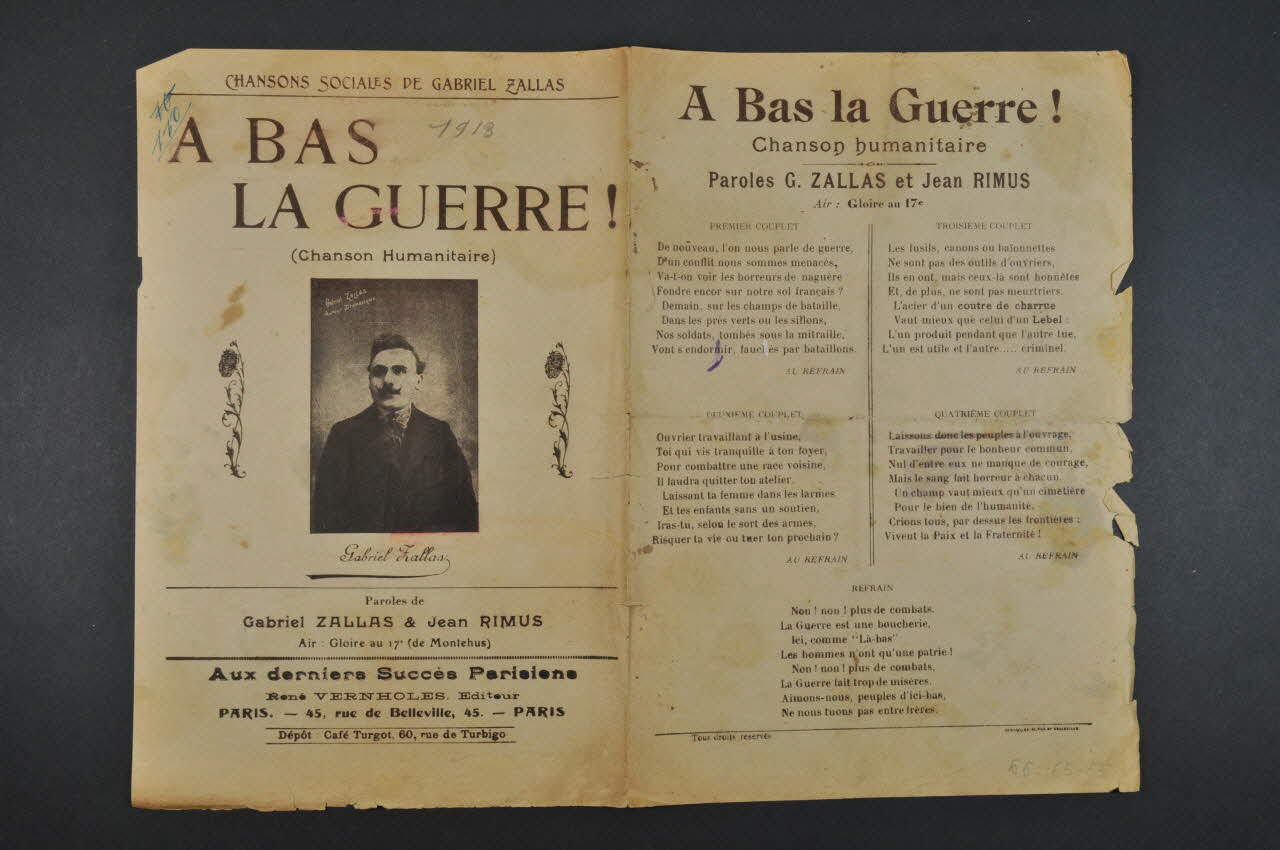 CHANSONS SOCIALES DE GABRIEL ZALLAS
1913
A BAS
LA GUERRE !
(Chanson Humanitaire)
Gabriel Zallas
Paroles de
Gabriel ZALLAS & Jean RIMUS
Air : Gloire au 17e (de Montehus)
Aux derniers Succès Parisiens
René VERNHOLES, Editeur
PARIS. — 45, rue de Belleville, 45. — PARIS
Dépôt : Café Turgot, 60, rue de Turbigo
A Bas la Guerre !
Chanson humanitaire
Paroles G. ZALLAS et Jean RIMUS
Air : Gloire au 17e
PREMIER COUPLET
De nouveau, l'on nous parle de guerre,
D'un conflit nous sommes menacés,
Va-t-on voir les horreurs de naguère
Fondre encor sur notre sol français ?
Demain, sur les champs de bataille,
Dans les prés verts ou les sillons,
Nos soldats, tombés sous la mitraille,
Vont s'endormir, fauchés par bataillons.
AU REFRAIN
DEUXIÈME COUPLET
Ouvrier travaillant à l'usine,
Toi qui vis tranquille à ton foyer,
Pour combattre une race voisine,
Il faudra quitter ton atelier.
Laissant ta femme dans les larmes
Et tes enfants sans un soutien,
Iras-tu, selon le sort des armes,
Risquer ta vie ou tuer ton prochain ?
AU REFRAIN
TROISIÈME COUPLET
Les fusils, canons ou baïonnettes
Ne sont pas des outils d'ouvriers,
Ils en ont, mais ceux-là sont honnêtes
Et, de plus, ne sont pas meurtriers.
L'acier d'un coutre de charrue
Vaut mieux que celui d'un Lebel :
L'un produit pendant que l'autre tue,
L'un est utile et l'autre..... criminel.
AU REFRAIN
QUATRIÈME COUPLET
Laissons donc les peuples à l'ouvrage,
Travailler pour le bonheur commun,
Nul d'entre eux ne manque de courage,
Mais le sang fait horreur à chacun.
Un champ vaut mieux qu'un cimetière
Pour le bien de l'humanité,
Crions tous, par dessus les frontières :
Vivent la Paix et la Fraternité !
AU REFRAIN
REFRAIN
Non ! non ! plus de combats,
La Guerre est une boucherie,
Ici, comme "Là-bas"
Les hommes n'ont qu'une patrie !
Non ! non ! plus de combats,
La Guerre fait trop de misères.
Aimons-nous, peuples d'ici-bas,
Ne nous tuons pas entre frères.
Tous droits réservés